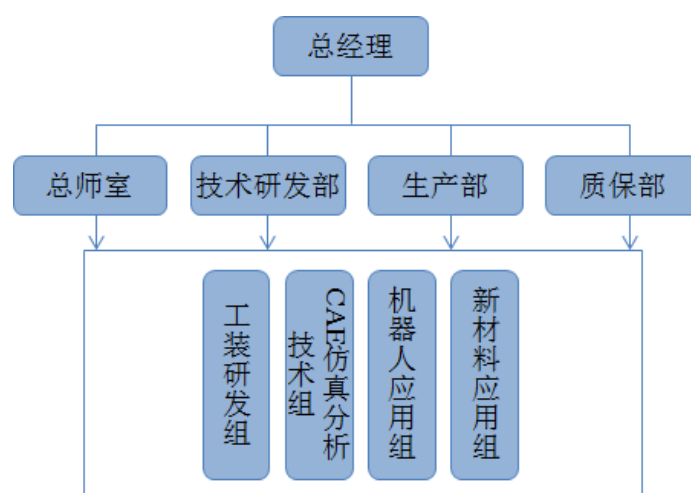 总经理
总师室
技术研发部
生产部
质保部
工装研发组
CAE仿真分析
技术组
机器人应用组
新材料应用组